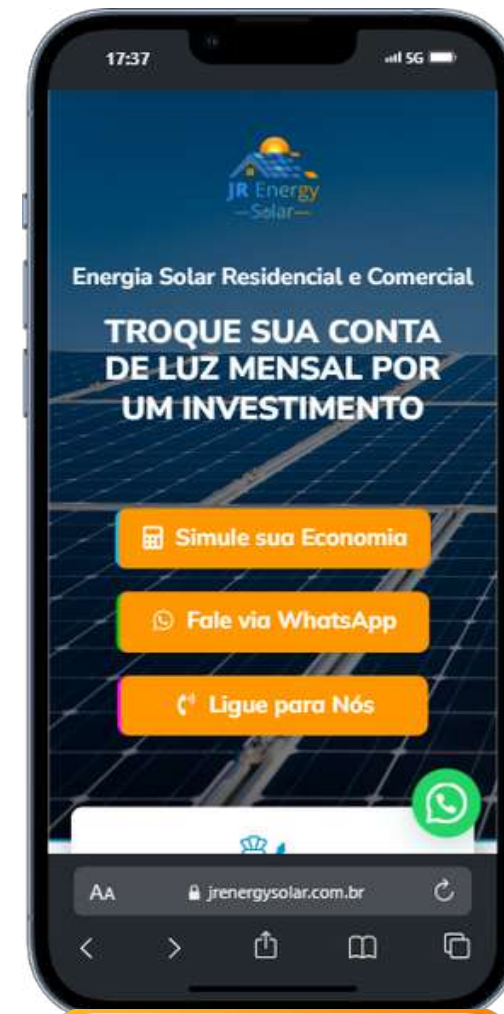 17:37
5G
JR Energy
Solar
Energia Solar Residencial e Comercial
TROQUE SUA CONTA
DE LUZ MENSAL POR
UM INVESTIMENTO
Simule sua Economia
Fale via WhatsApp
Ligue para Nós
AA
jrenergysolar.com.br